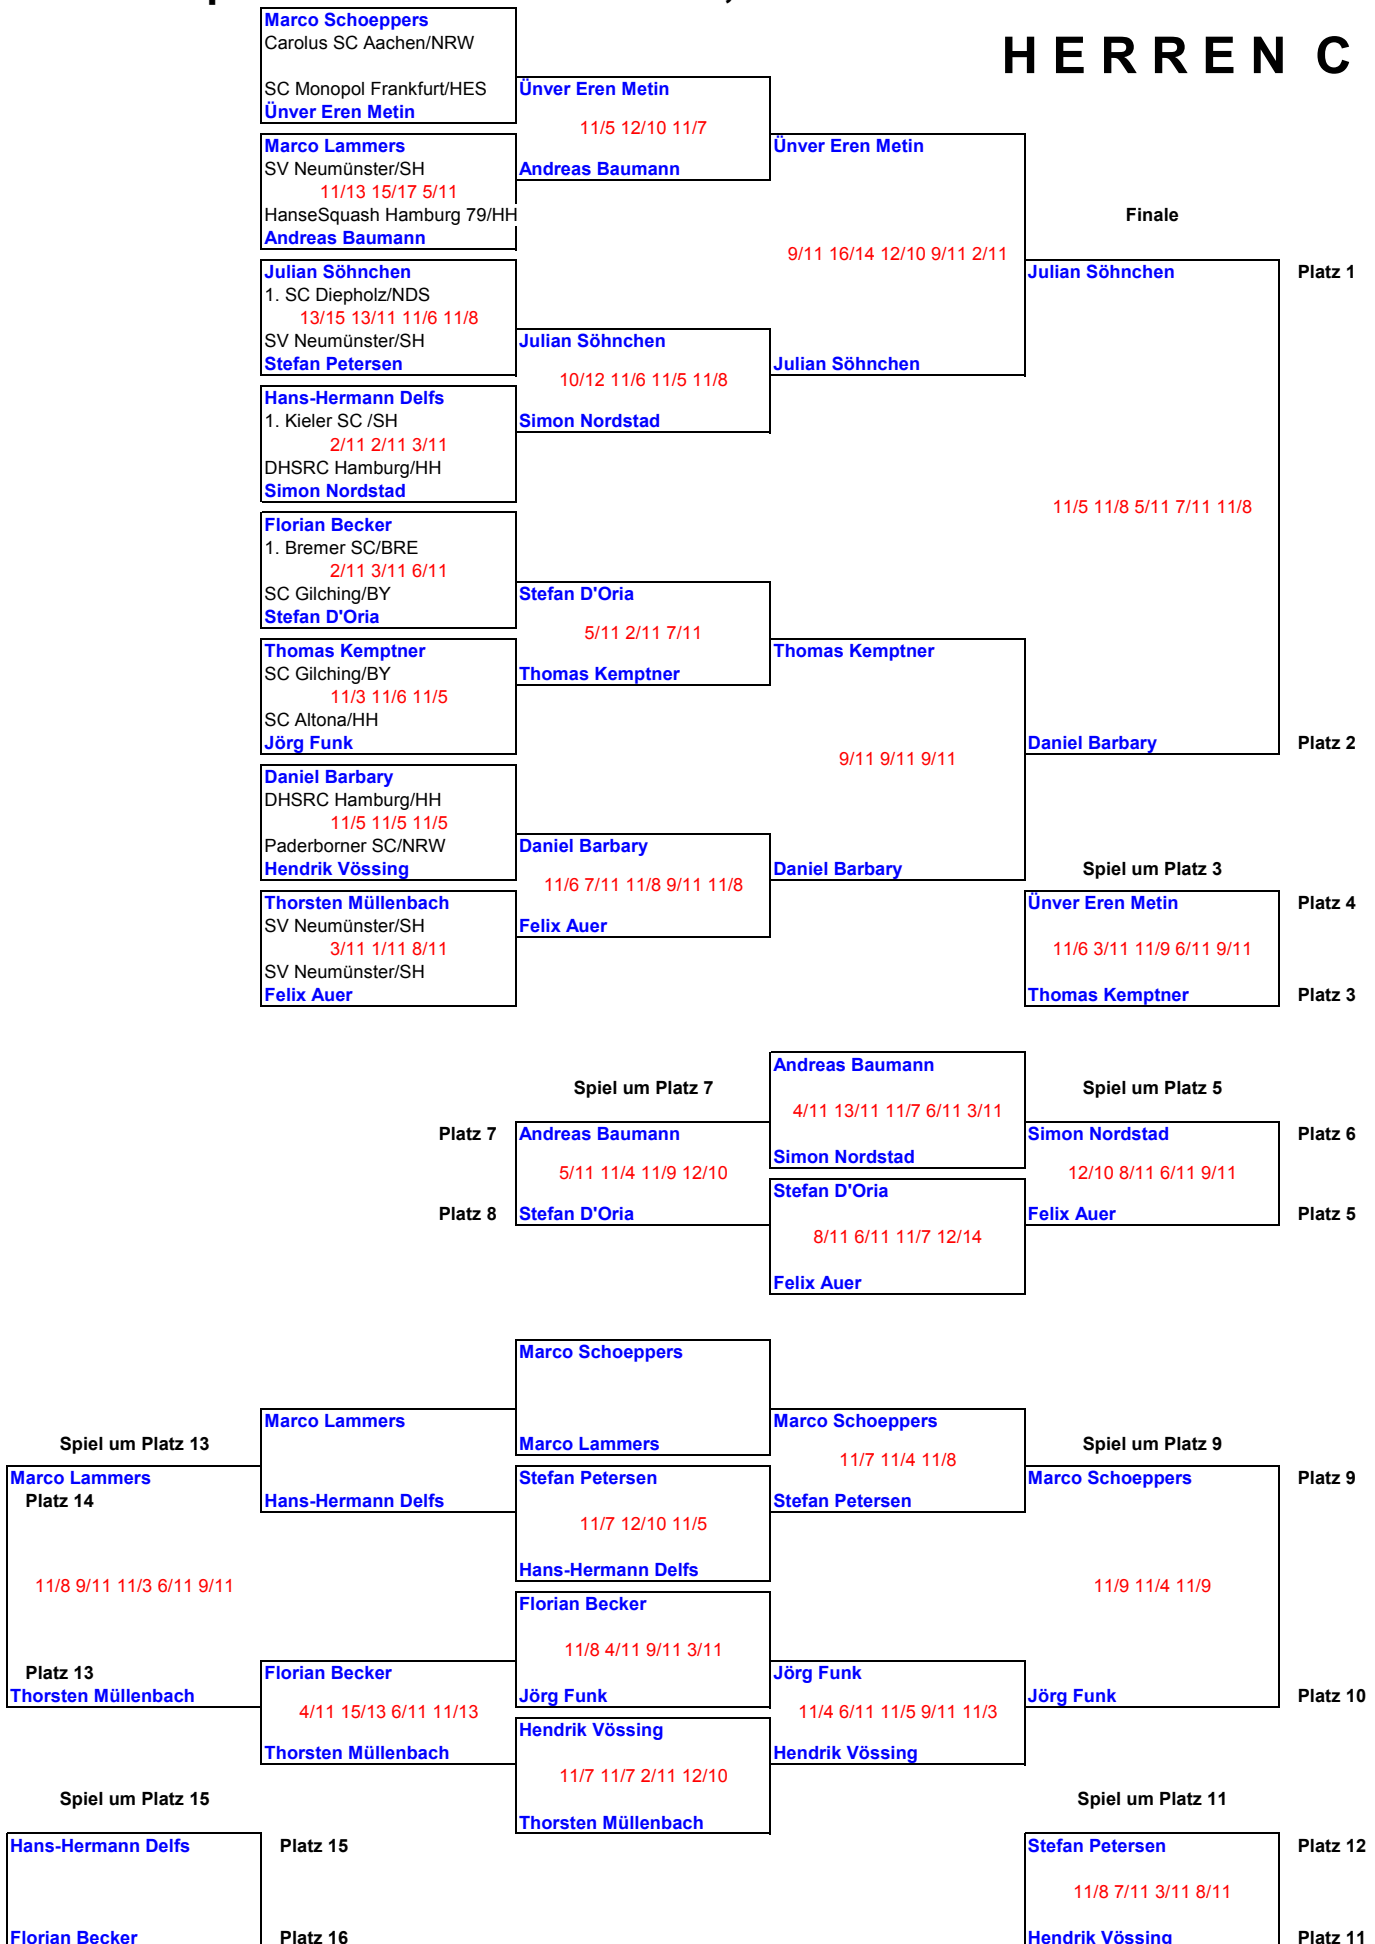 HERREN C
Marco Schoeppers
Carolus SC Aachen/NRW
SC Monopol Frankfurt/HES
Ünver Eren Metin
Marco Lammers
SV Neumünster/SH
11/13 15/17 5/11
HanseSquash Hamburg 79/HH
Andreas Baumann
Julian Söhnchen
1. SC Diepholz/NDS
13/15 13/11 11/6 11/8
SV Neumünster/SH
Stefan Petersen
Hans-Hermann Delfs
1. Kieler SC /SH
2/11 2/11 3/11
DHSRC Hamburg/HH
Simon Nordstad
Florian Becker
1. Bremer SC/BRE
2/11 3/11 6/11
SC Gilching/BY
Stefan D'Oria
Thomas Kemptner
SC Gilching/BY
11/3 11/6 11/5
SC Altona/HH
Jörg Funk
Daniel Barbary
DHSRC Hamburg/HH
11/5 11/5 11/5
Paderborner SC/NRW
Hendrik Vössing
Thorsten Müllenbach
SV Neumünster/SH
3/11 1/11 8/11
SV Neumünster/SH
Felix Auer
Ünver Eren Metin
11/5 12/10 11/7
Andreas Baumann
Julian Söhnchen
10/12 11/6 11/5 11/8
Simon Nordstad
Stefan D'Oria
5/11 2/11 7/11
Thomas Kemptner
Daniel Barbary
11/6 7/11 11/8 9/11 11/8
Felix Auer
Ünver Eren Metin
9/11 16/14 12/10 9/11 2/11
Julian Söhnchen
Thomas Kemptner
9/11 9/11 9/11
Daniel Barbary
Finale
Julian Söhnchen Platz 1
11/5 11/8 5/11 7/11 11/8
Daniel Barbary Platz 2
Spiel um Platz 3
Ünver Eren Metin Platz 4
11/6 3/11 11/9 6/11 9/11
Thomas Kemptner Platz 3
Andreas Baumann
4/11 13/11 11/7 6/11 3/11
Simon Nordstad
Stefan D'Oria
8/11 6/11 11/7 12/14
Felix Auer
Spiel um Platz 7
Platz 7 Andreas Baumann
5/11 11/4 11/9 12/10
Platz 8 Stefan D'Oria
Spiel um Platz 5
Simon Nordstad Platz 6
12/10 8/11 6/11 9/11
Felix Auer Platz 5
Marco Schoeppers
Marco Lammers
Stefan Petersen
11/7 12/10 11/5
Hans-Hermann Delfs
Florian Becker
11/8 4/11 9/11 3/11
Jörg Funk
Hendrik Vössing
11/7 11/7 2/11 12/10
Thorsten Müllenbach
Marco Lammers
Hans-Hermann Delfs
Florian Becker
4/11 15/13 6/11 11/13
Thorsten Müllenbach
Spiel um Platz 13
Marco Lammers
Platz 14
11/8 9/11 11/3 6/11 9/11
Platz 13
Thorsten Müllenbach
Spiel um Platz 15
Hans-Hermann Delfs Platz 15
Florian Becker Platz 16
Marco Schoeppers
11/7 11/4 11/8
Stefan Petersen
Jörg Funk
11/4 6/11 11/5 9/11 11/3
Hendrik Vössing
Spiel um Platz 9
Marco Schoeppers Platz 9
11/9 11/4 11/9
Jörg Funk Platz 10
Spiel um Platz 11
Stefan Petersen Platz 12
11/8 7/11 3/11 8/11
Hendrik Vössing Platz 11